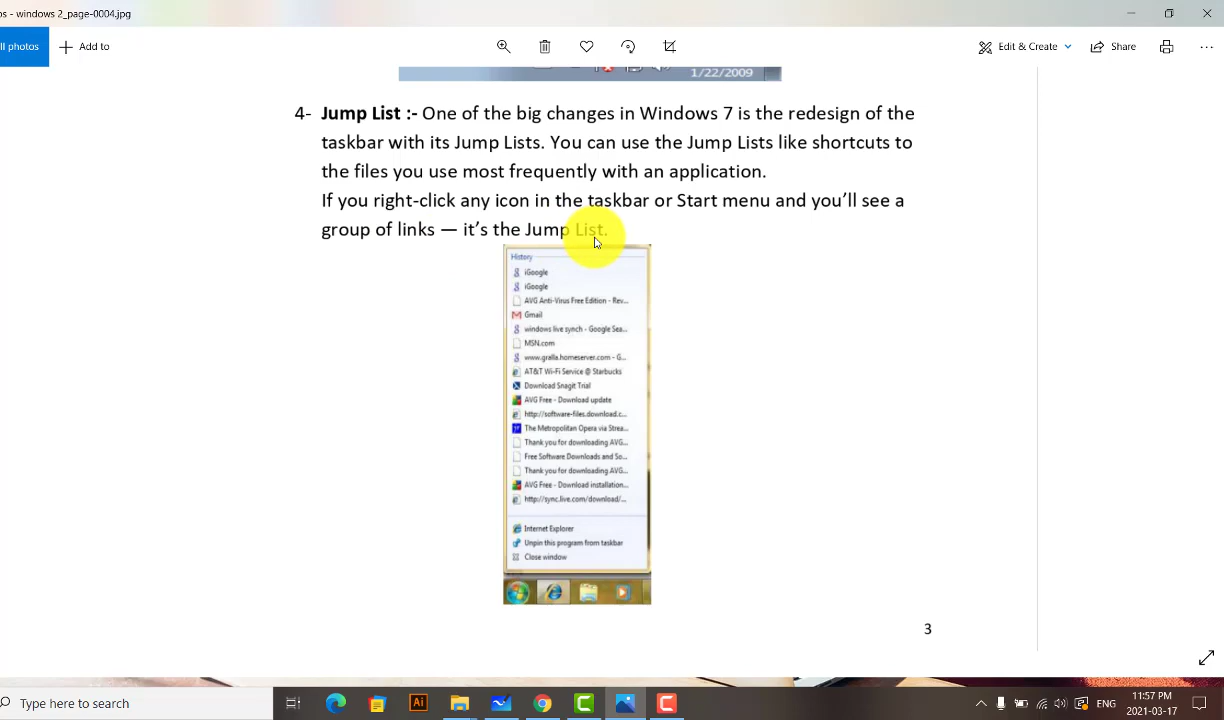 os - windows 2_page-0004.jpg
ll photos
Add to
Edit & Create
Share
1/22/2009
4- Jump List :- One of the big changes in Windows 7 is the redesign of the
taskbar with its Jump Lists. You can use the Jump Lists like shortcuts to
the files you use most frequently with an application.
If you right-click any icon in the taskbar or Start menu and you'll see a
group of links — it's the Jump List.
History
iGoogle
iGoogle
AVG Anti-Virus Free Edition - Rev...
Gmail
windows live synch - Google Sea...
MSN.com
www.gralla.homeserver.com - G...
AT&T Wi-Fi Service @ Starbucks
Download Snagit Trial
AVG Free - Download update
http://software-files.download.c...
The Metropolitan Opera via Strea...
Thank you for downloading AVG...
Free Software Downloads and So...
Thank you for downloading AVG...
AVG Free - Download installation...
http://sync.live.com/download/...
Internet Explorer
Unpin this program from taskbar
Close window
3
Type here to search
Ai
ENG
11:57 PM
2021-03-17